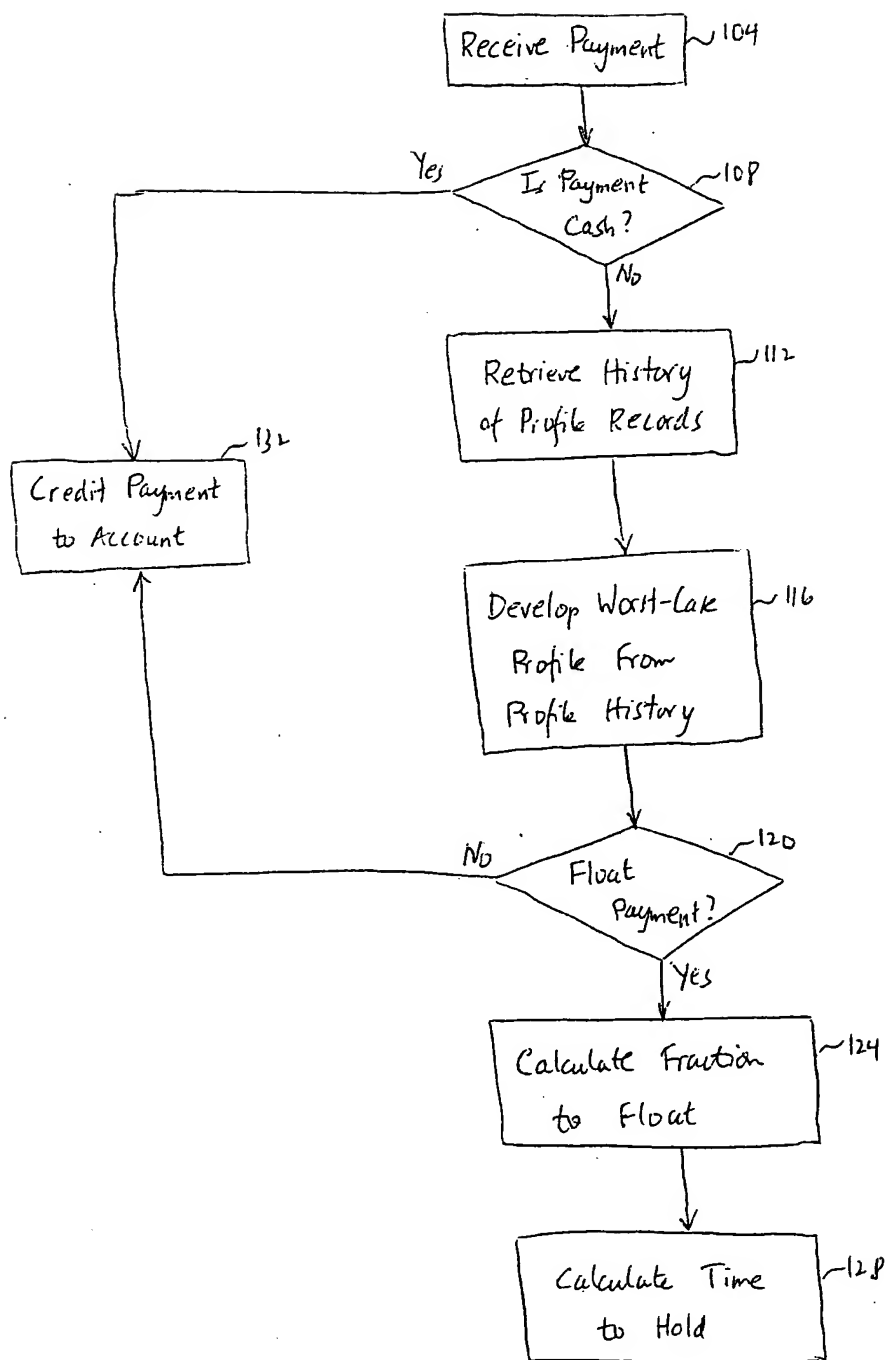 Receive Payment
104
Is Payment
Cash?
108
Yes
No
Retrieve History
of Profile Records
112
132
Credit Payment
to Account
Develop Worst-Case
Profile From
Profile History
116
Float
Payment?
120
No
Yes
Calculate Fraction
to Float
124
Calculate Time
to Hold
128